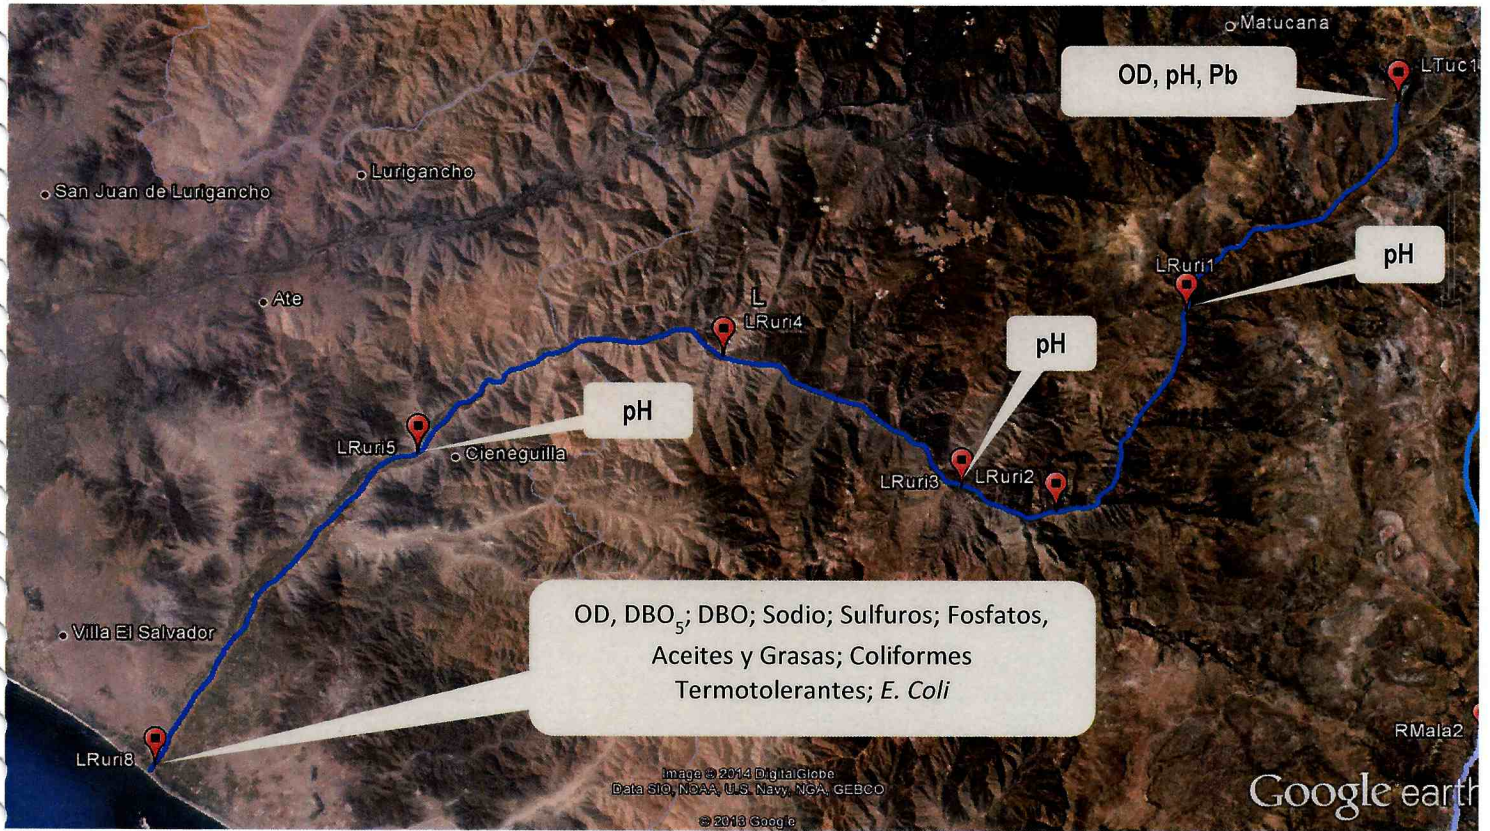 Matucana
OD, pH, Pb
LTuc1
Lurigancho
San Juan de Lurigancho
pH
LRuri1
Ate
L
LRuri4
pH
pH
LRuri5
Cieneguilla
LRuri3
LRuri2
OD, DBO5; DBO; Sodio; Sulfuros; Fosfatos,
Aceites y Grasas; Coliformes
Termotolerantes; E. Coli
Villa El Salvador
RMala2
LRuri8
Image © 2014 DigitalGlobe
Data SIO, NOAA, U.S. Navy, NGA, GEBCO
© 2013 Google
Google earth